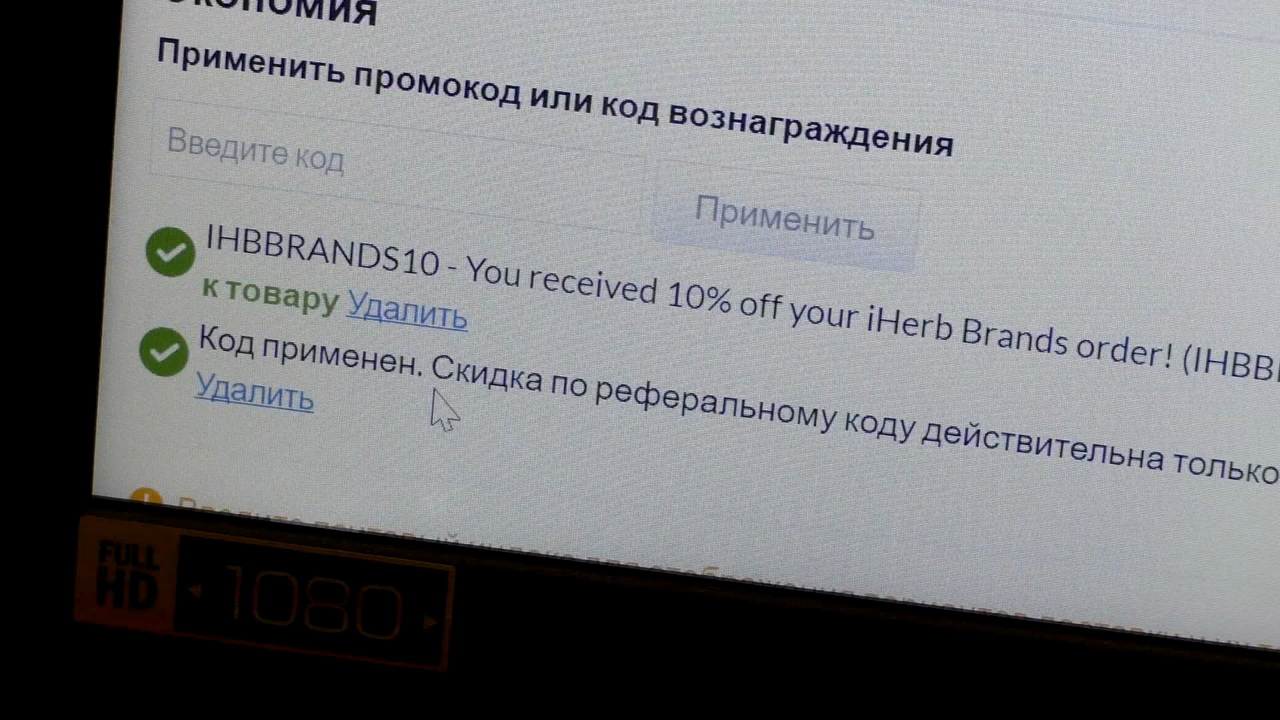 Экономия
Применить промокод или код вознаграждения
Введите код
Применить
IHBBRANDS10 - You received 10% off your iHerb Brands order! (IHBB
к товару Удалить
Код применен. Скидка по реферальному коду действительна только
Удалить
FULL
HD
1080